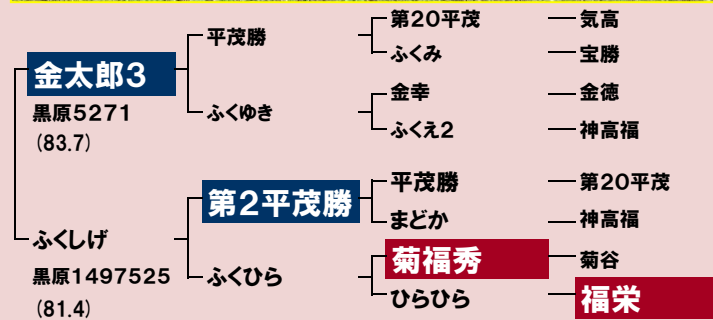 第20平茂
気高
平茂勝
ふくみ
宝勝
金太郎3
黒原5271
(83.7)
金幸
金徳
ふくゆき
ふくえ2
神高福
平茂勝
第20平茂
第2平茂勝
まどか
神高福
ふくしげ
黒原1497525
(81.4)
菊福秀
菊谷
ふくひら
ひらひら
福栄